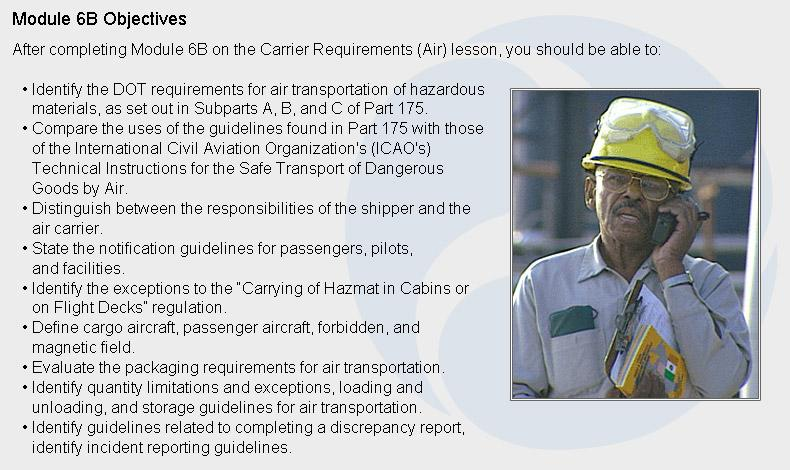 Module 6B Objectives
After completing Module 6B on the Carrier Requirements (Air) lesson, you should be able to:
• Identify the DOT requirements for air transportation of hazardous
materials, as set out in Subparts A, B, and C of Part 175.
• Compare the uses of the guidelines found in Part 175 with those
of the International Civil Aviation Organization's (ICAO's)
Technical Instructions for the Safe Transport of Dangerous
Goods by Air.
• Distinguish between the responsibilities of the shipper and the
air carrier.
• State the notification guidelines for passengers, pilots,
and facilities.
• Identify the exceptions to the “Carrying of Hazmat in Cabins or
on Flight Decks” regulation.
• Define cargo aircraft, passenger aircraft, forbidden, and
magnetic field.
• Evaluate the packaging requirements for air transportation.
• Identify quantity limitations and exceptions, loading and
unloading, and storage guidelines for air transportation.
• Identify guidelines related to completing a discrepancy report,
identify incident reporting guidelines.